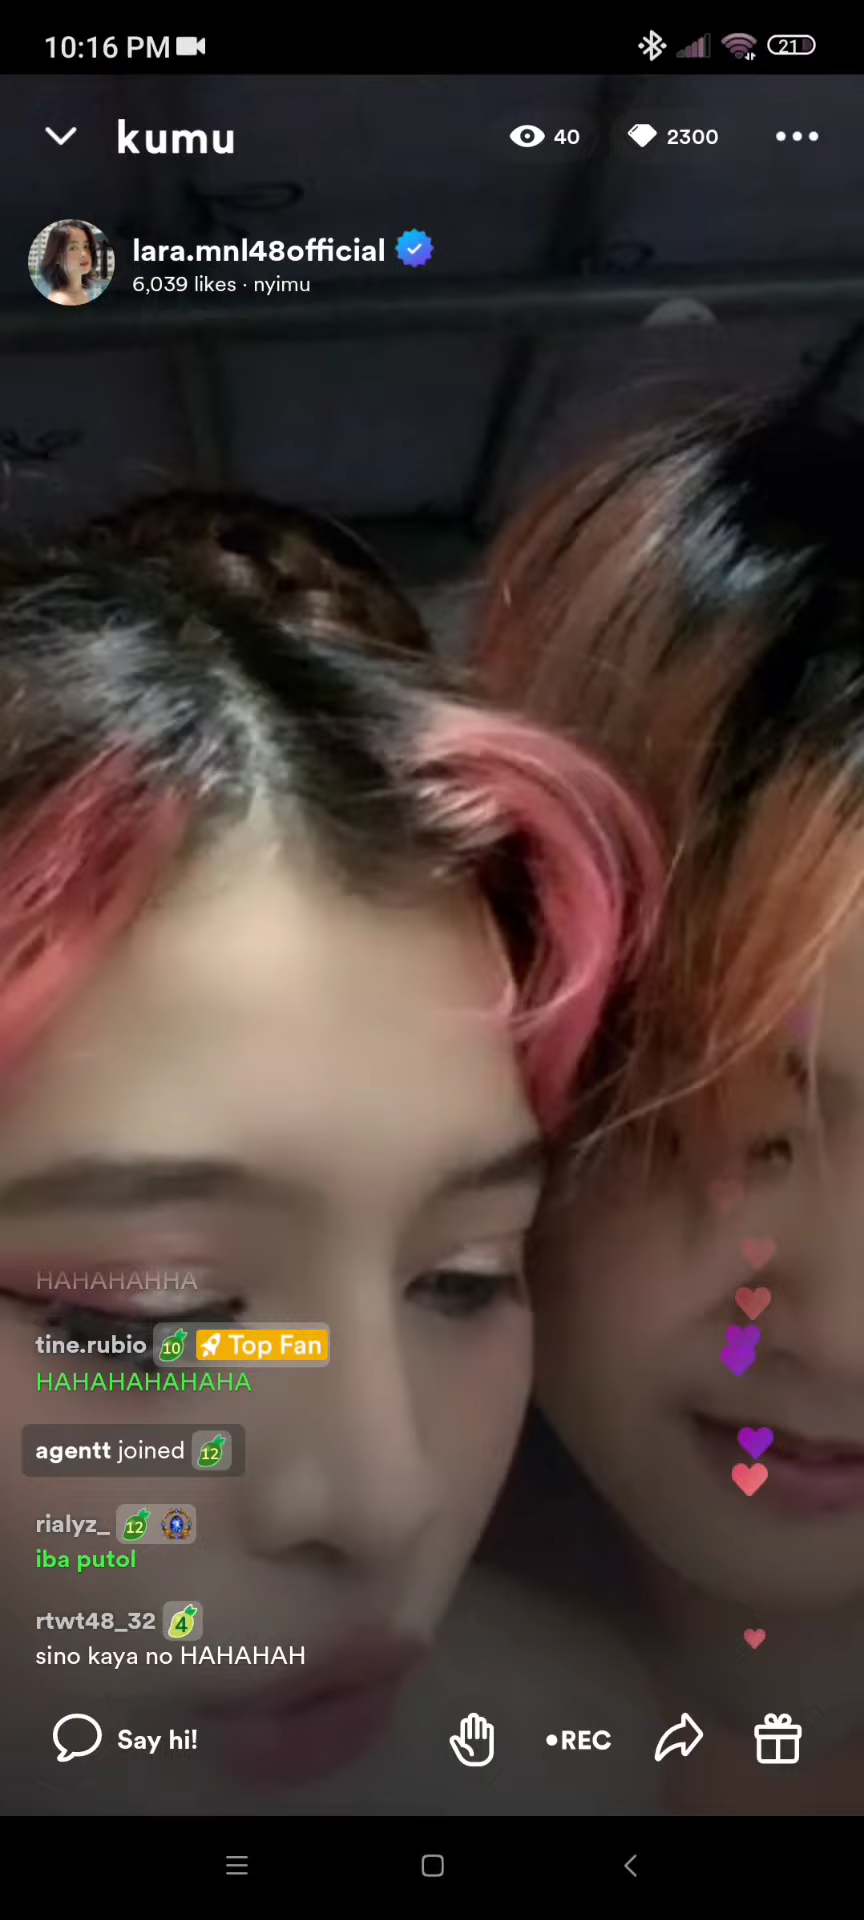 10:16 PM
21
kumu
40
2300
lara.mnl48official
6,039 likes · nyimu
HAHAHAHHA
tine.rubio 10 Top Fan
HAHAHAHAHAHA
agentt joined 12
rialyz_ 12
iba putol
rtwt48_32 4
sino kaya no HAHAHAH
Say hi!
•REC